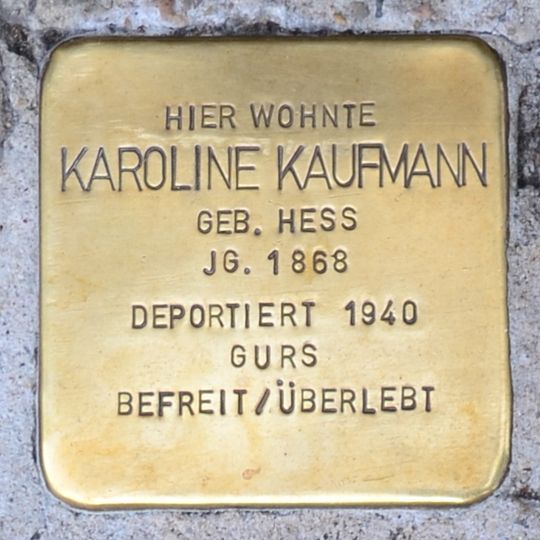 HIER WOHNTE
KAROLINE KAUFMANN
GEB. HESS
JG. 1868
DEPORTIERT 1940
GURS
BEFREIT/ÜBERLEBT